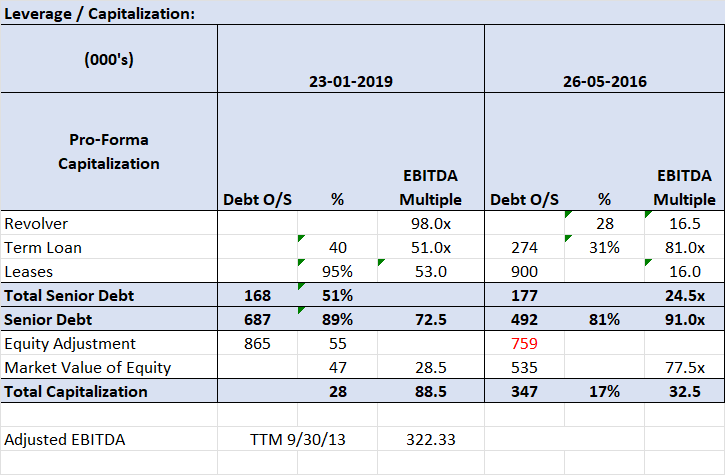 Leverage / Capitalization:
(000's) 23-01-2019 26-05-2016
Pro-Forma
Capitalization
EBITDA EBITDA
Debt O/S % Multiple Debt O/S % Multiple
Revolver 98.0x 28 16.5
Term Loan 40 51.0x 274 31% 81.0x
Leases 95% 53.0 900 16.0
Total Senior Debt 168 51% 177 24.5x
Senior Debt 687 89% 72.5 492 81% 91.0x
Equity Adjustment 865 55 759
Market Value of Equity 47 28.5 535 77.5x
Total Capitalization 28 88.5 347 17% 32.5
Adjusted EBITDA TTM 9/30/13 322.33